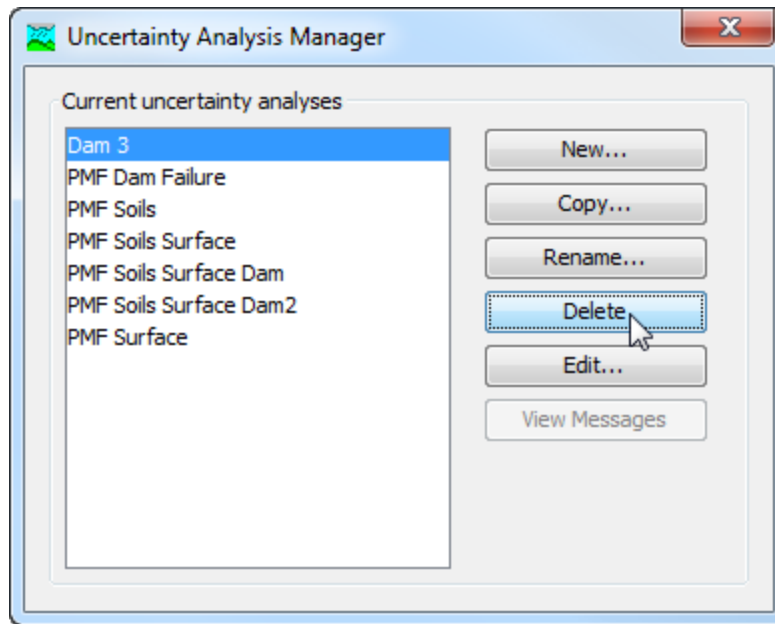 Uncertainty Analysis Manager
Current uncertainty analyses
Dam 3
PMF Dam Failure
PMF Soils
PMF Soils Surface
PMF Soils Surface Dam
PMF Soils Surface Dam2
PMF Surface
New...
Copy...
Rename...
Delete
Edit...
View Messages